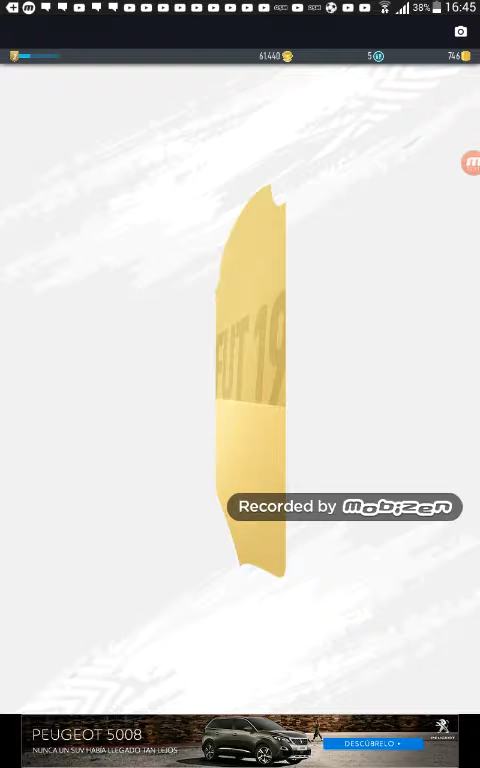 38% 16:45
61.440 5 746
FUT 19
Recorded by mobizen
PEUGEOT 5008
NUNCA UN SUV HABÍA LLEGADO TAN LEJOS
DESCÚBRELO
PEUGEOT